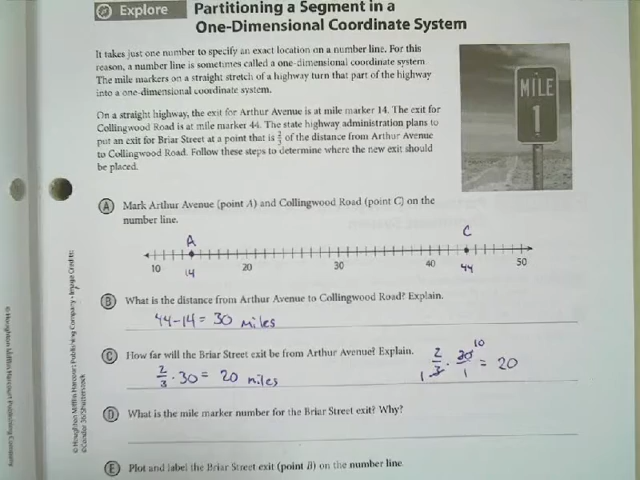 Explore Partitioning a Segment in a
One-Dimensional Coordinate System
It takes just one number to specify an exact location on a number line. For this
reason, a number line is sometimes called a one-dimensional coordinate system.
The mile markers on a straight stretch of a highway turn that part of the highway
into a one-dimensional coordinate system.
On a straight highway, the exit for Arthur Avenue is at mile marker 14. The exit for
Collingwood Road is at mile marker 44. The state highway administration plans to
put an exit for Briar Street at a point that is 2/3 of the distance from Arthur Avenue
to Collingwood Road. Follow these steps to determine where the new exit should
be placed.
MILE
1
A Mark Arthur Avenue (point A) and Collingwood Road (point C) on the
number line.
A C
10 14 20 30 40 44 50
B What is the distance from Arthur Avenue to Collingwood Road? Explain.
44-14 = 30 miles
C How far will the Briar Street exit be from Arthur Avenue? Explain.
2/3 · 30 = 20 miles
2/3 · 30/1 = 20
1 10
D What is the mile marker number for the Briar Street exit? Why?
E Plot and label the Briar Street exit (point B) on the number line.
© Houghton Mifflin Harcourt Publishing Company • Image Credits:
© Houghton Mifflin Harcourt Publishing Company